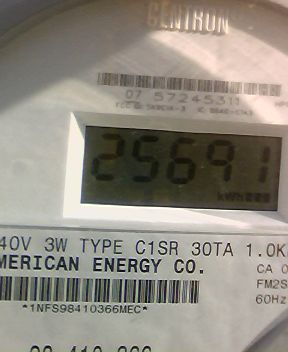 CENTRON
07 57245311
25691
kWh
40V 3W TYPE C1SR 30TA 1.0K
MERICAN ENERGY CO.
CA 0
FM2S
60Hz
*1NFS98410366MEC*